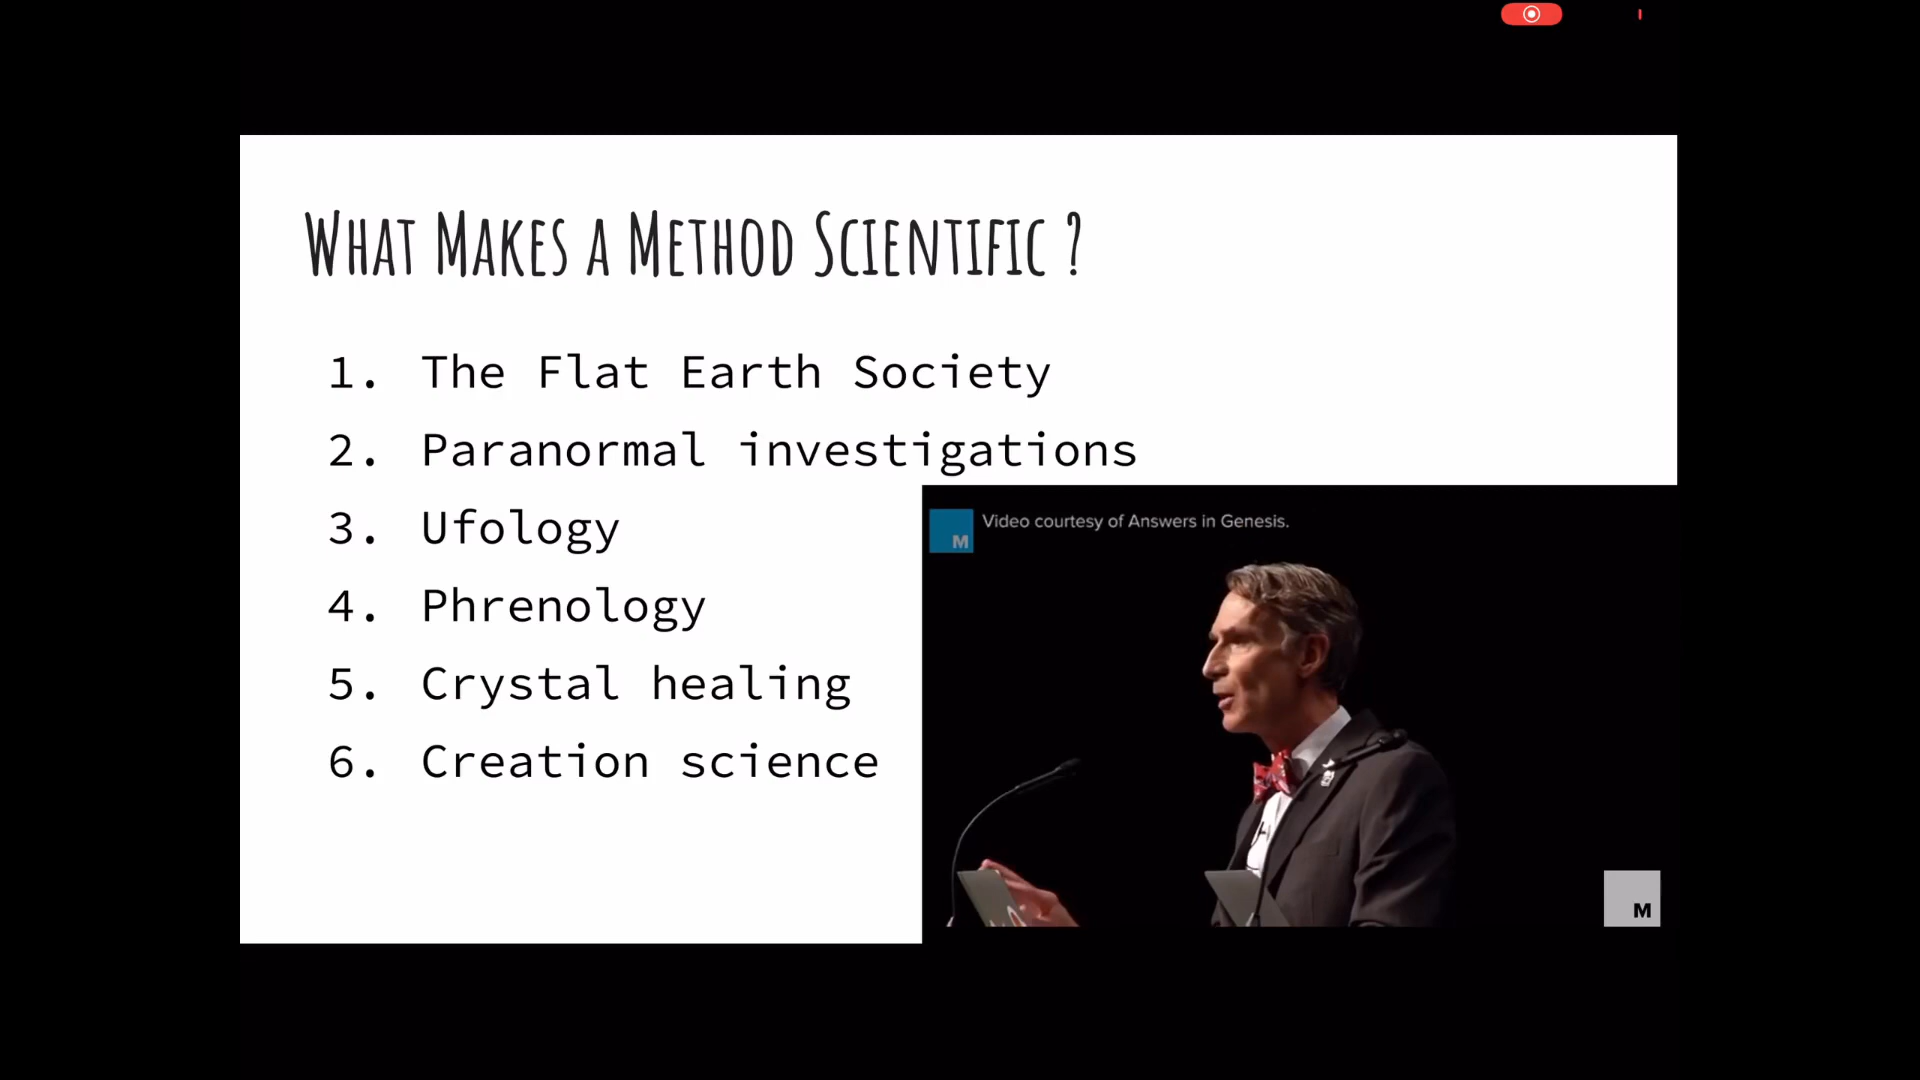 What Makes a Method Scientific ?
1. The Flat Earth Society
2. Paranormal investigations
3. Ufology
4. Phrenology
5. Crystal healing
6. Creation science
M
Video courtesy of Answers in Genesis.
M